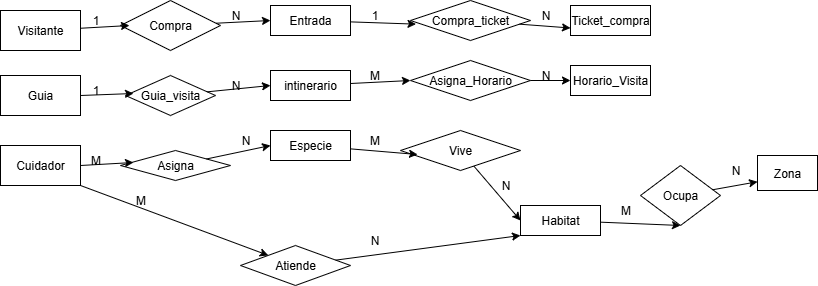 Visitante 1 Compra N Entrada 1 Compra_ticket N Ticket_compra
Guia 1 Guia_visita N intinerario M Asigna_Horario N Horario_Visita
Cuidador M Asigna N Especie M Vive
N
Habitat M Ocupa N Zona
M Atiende N